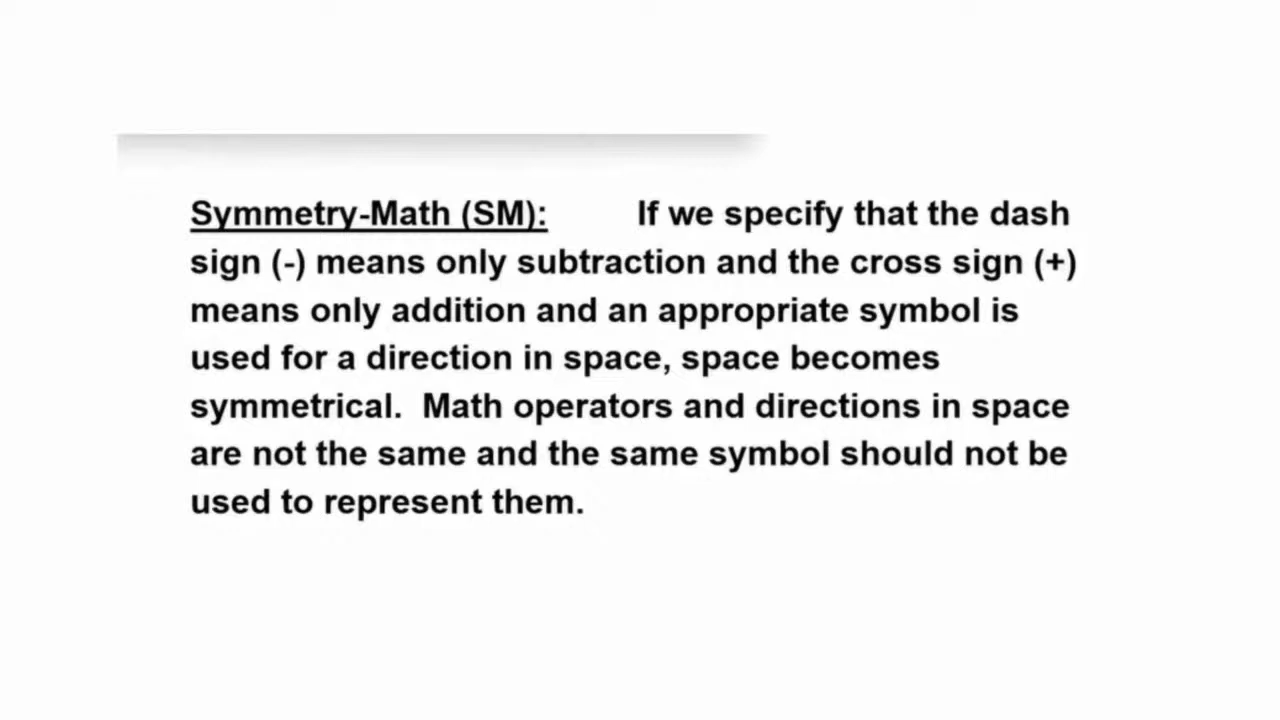 Symmetry-Math (SM): If we specify that the dash
sign (-) means only subtraction and the cross sign (+)
means only addition and an appropriate symbol is
used for a direction in space, space becomes
symmetrical. Math operators and directions in space
are not the same and the same symbol should not be
used to represent them.